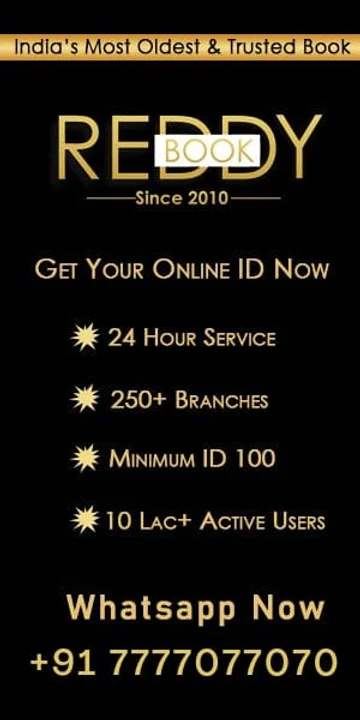 India's Most Oldest & Trusted Book
REDDY
BOOK
Since 2010
Get Your Online ID Now
24 Hour Service
250+ Branches
Minimum ID 100
10 Lac+ Active Users
Whatsapp Now
+91 7777077070